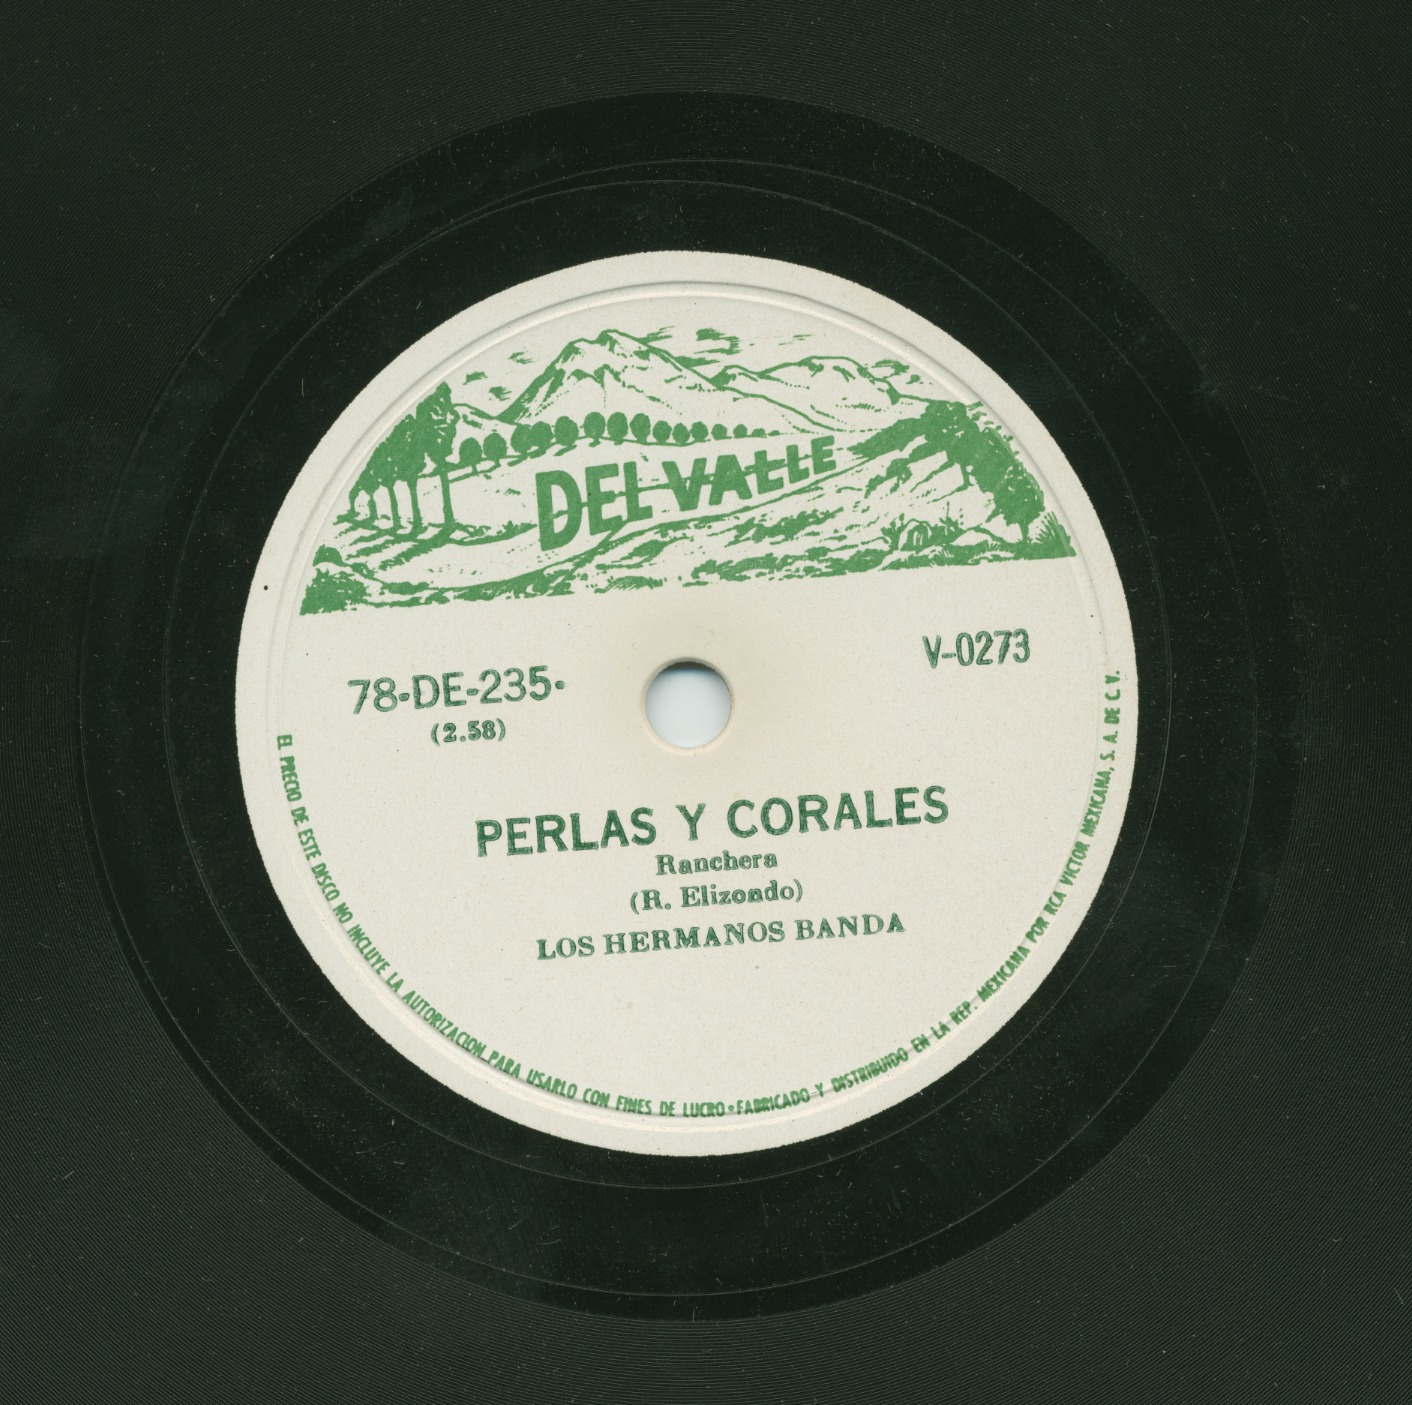 DEL VALLE
V-0273
78-DE-235-
(2.58)
PERLAS Y CORALES
Ranchera
(R. Elizondo)
LOS HERMANOS BANDA
EL PRECIO DE ESTE DISCO NO INCLUYE LA AUTORIZACION PARA USARLO CON FINES DE LUCRO-FABRICADO Y DISTRIBUIDO EN LA REP. MEXICANA POR RCA VICTOR MEXICANA, S. A. DE C. V.